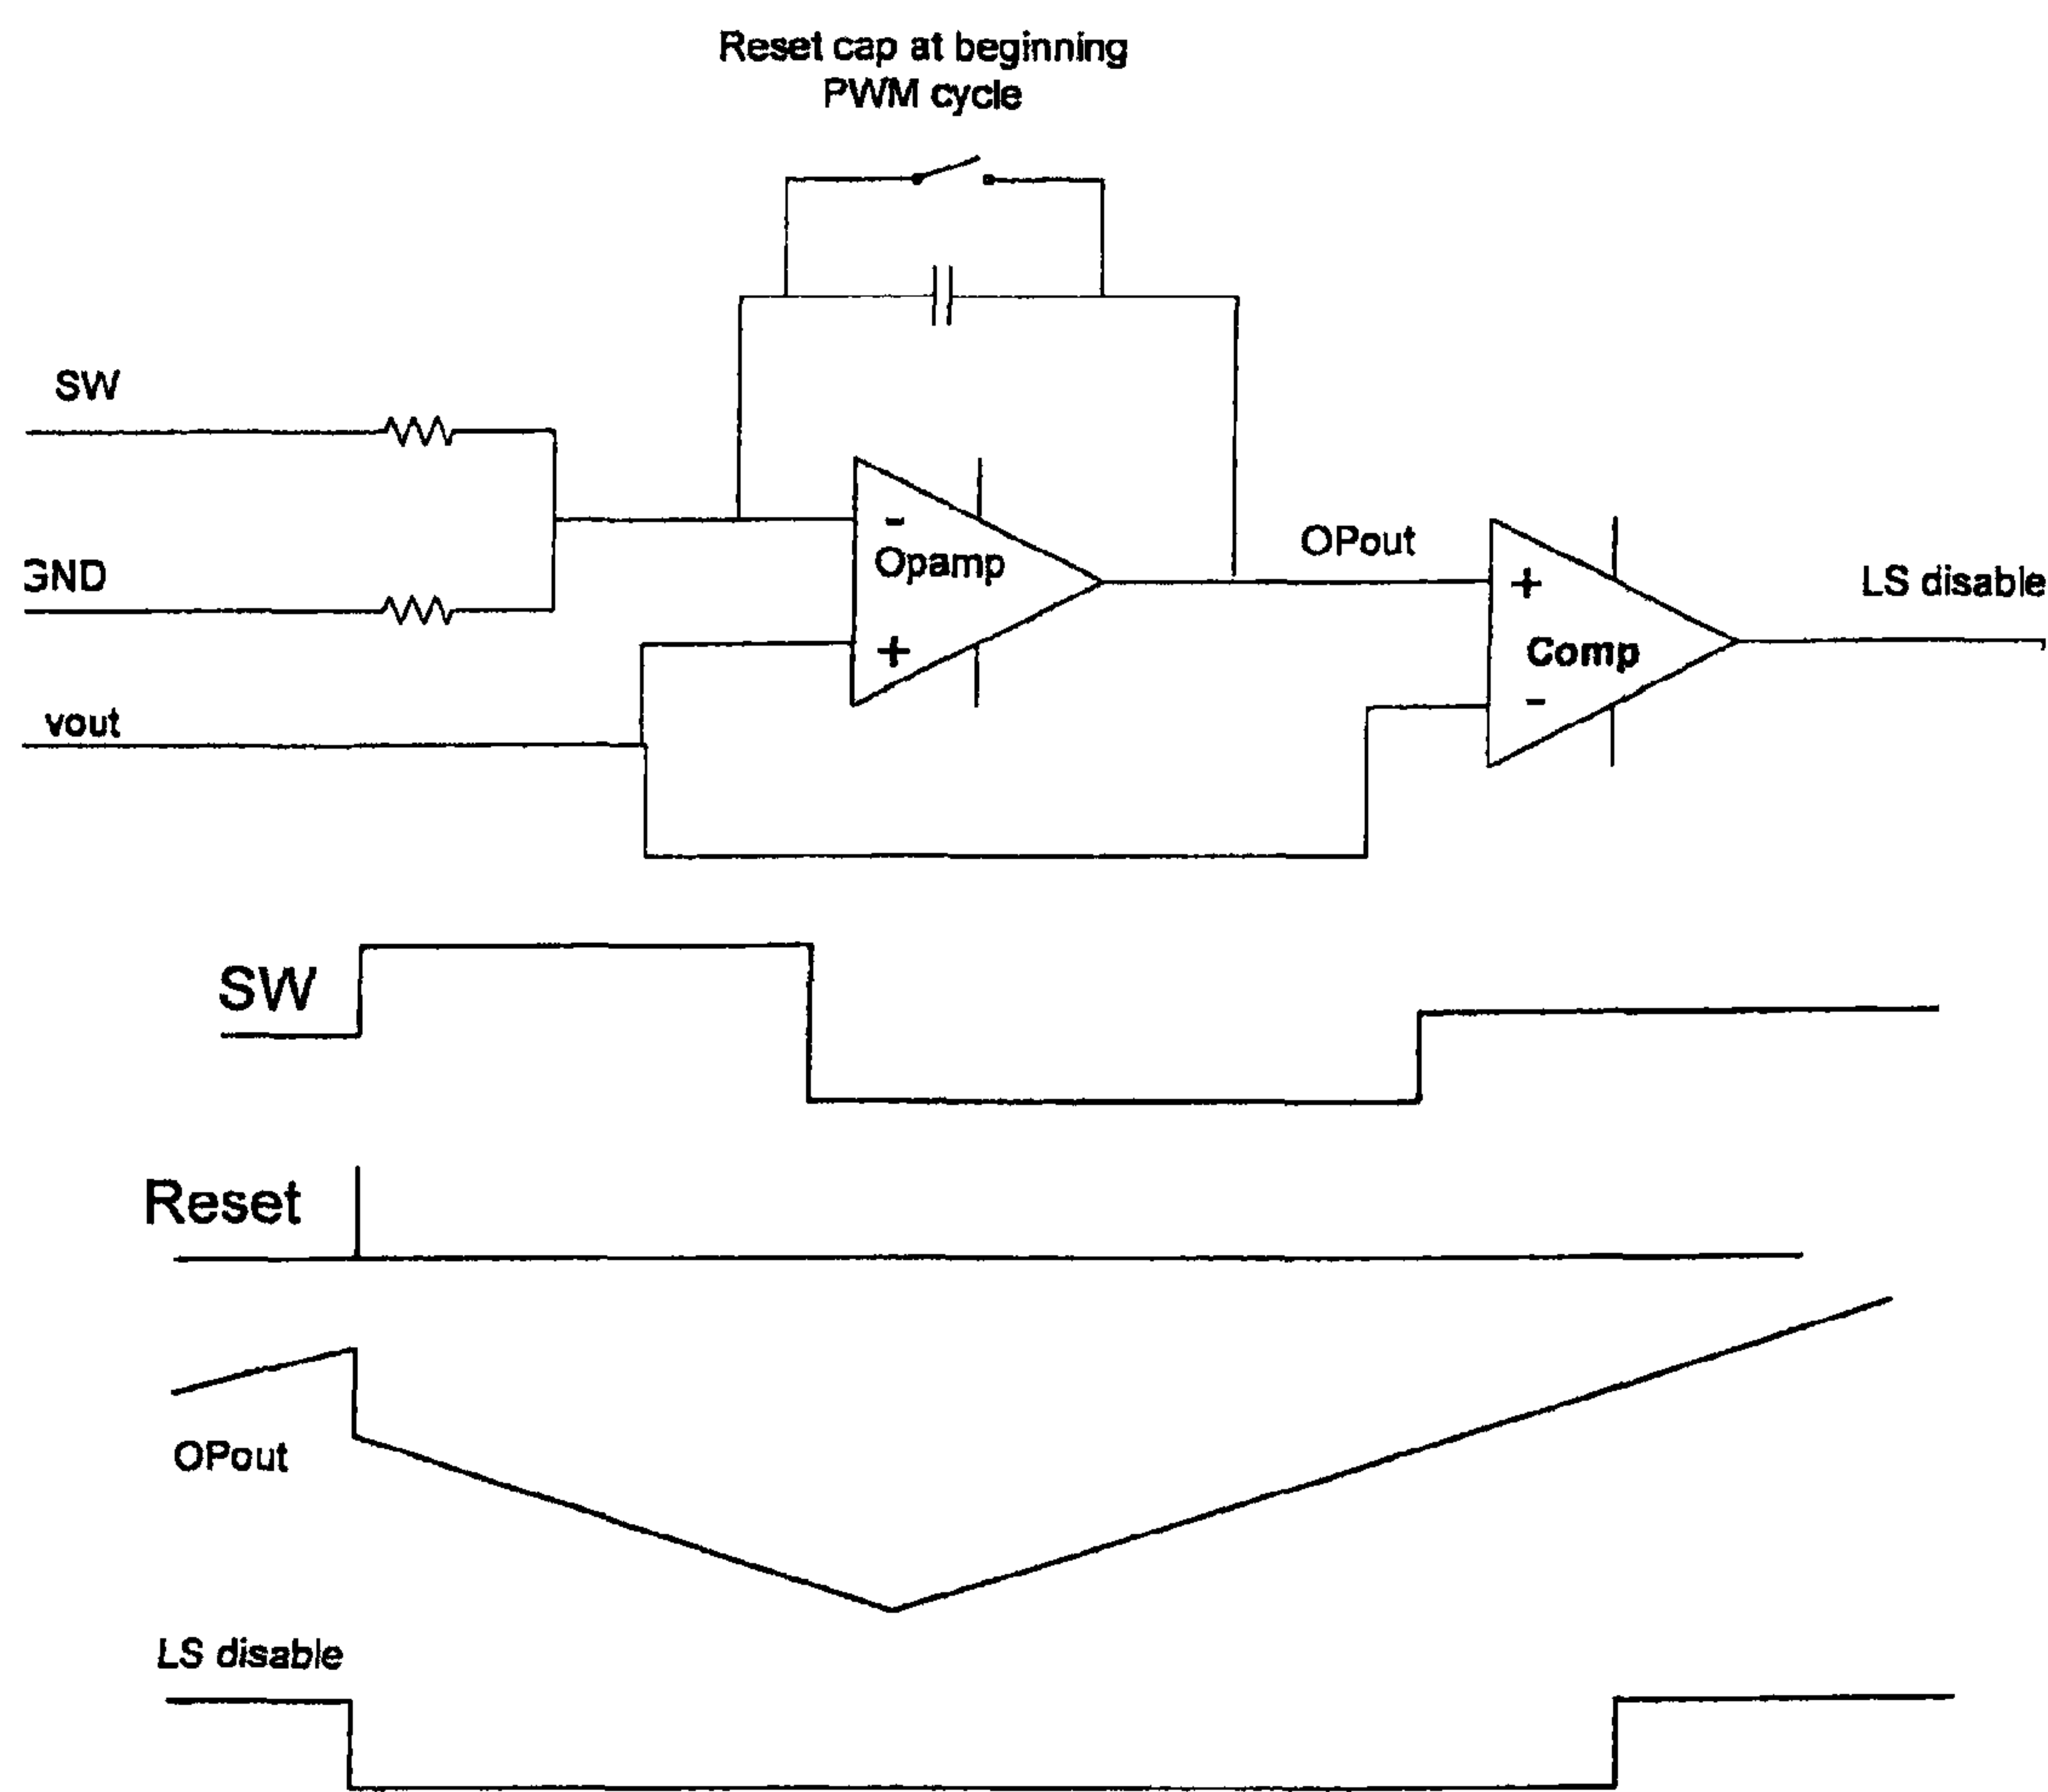 Reset cap at beginning
PWM cycle
SW
GND
vout
-
Opamp
+
OPout
+
Comp
-
LS disable
SW
Reset
OPout
LS disable